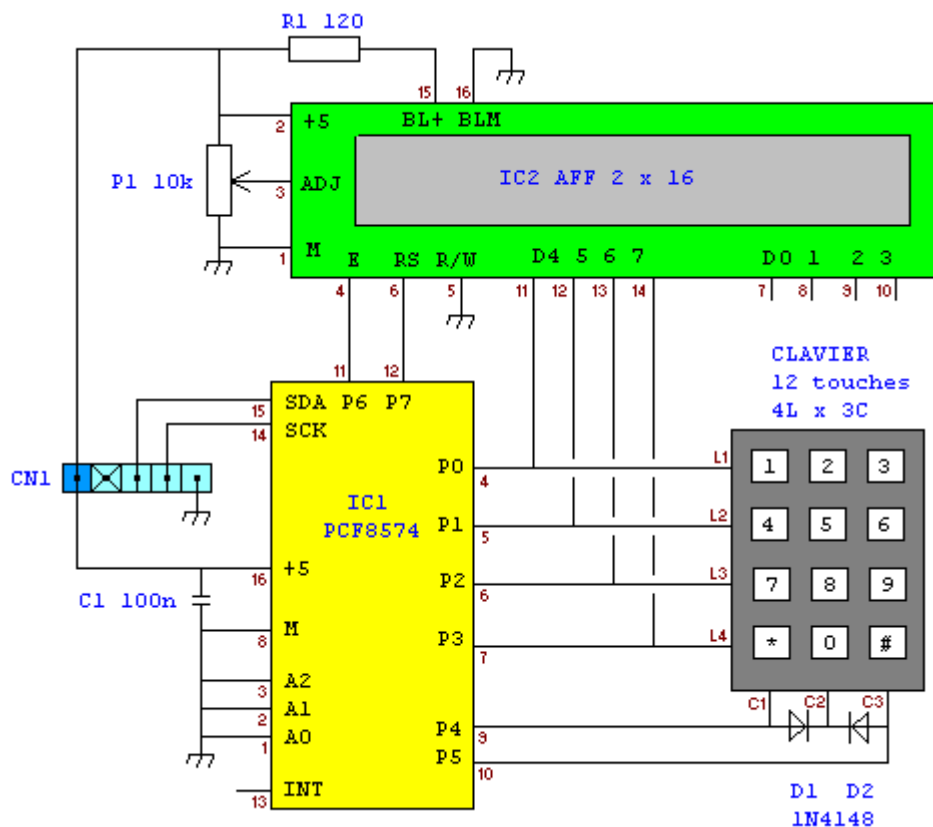 R1 120
15 16
BL+ BLM
2 +5
P1 10k
3 ADJ
IC2 AFF 2 x 16
1 M
E RS R/W D4 5 6 7 D0 1 2 3
4 6 5 11 12 13 14 7 8 9 10
CLAVIER
12 touches
4L x 3C
11 12
15 SDA P6 P7
14 SCK
CN1
P0 4 L1
1 2 3
IC1
PCF8574
P1 5 L2
4 5 6
16 +5
P2 6 L3
7 8 9
C1 100n
8 M
P3 7 L4
* 0 #
3 A2
2 A1
1 A0
C1 C2 C3
P4 9
P5 10
13 INT
D1 D2
1N4148